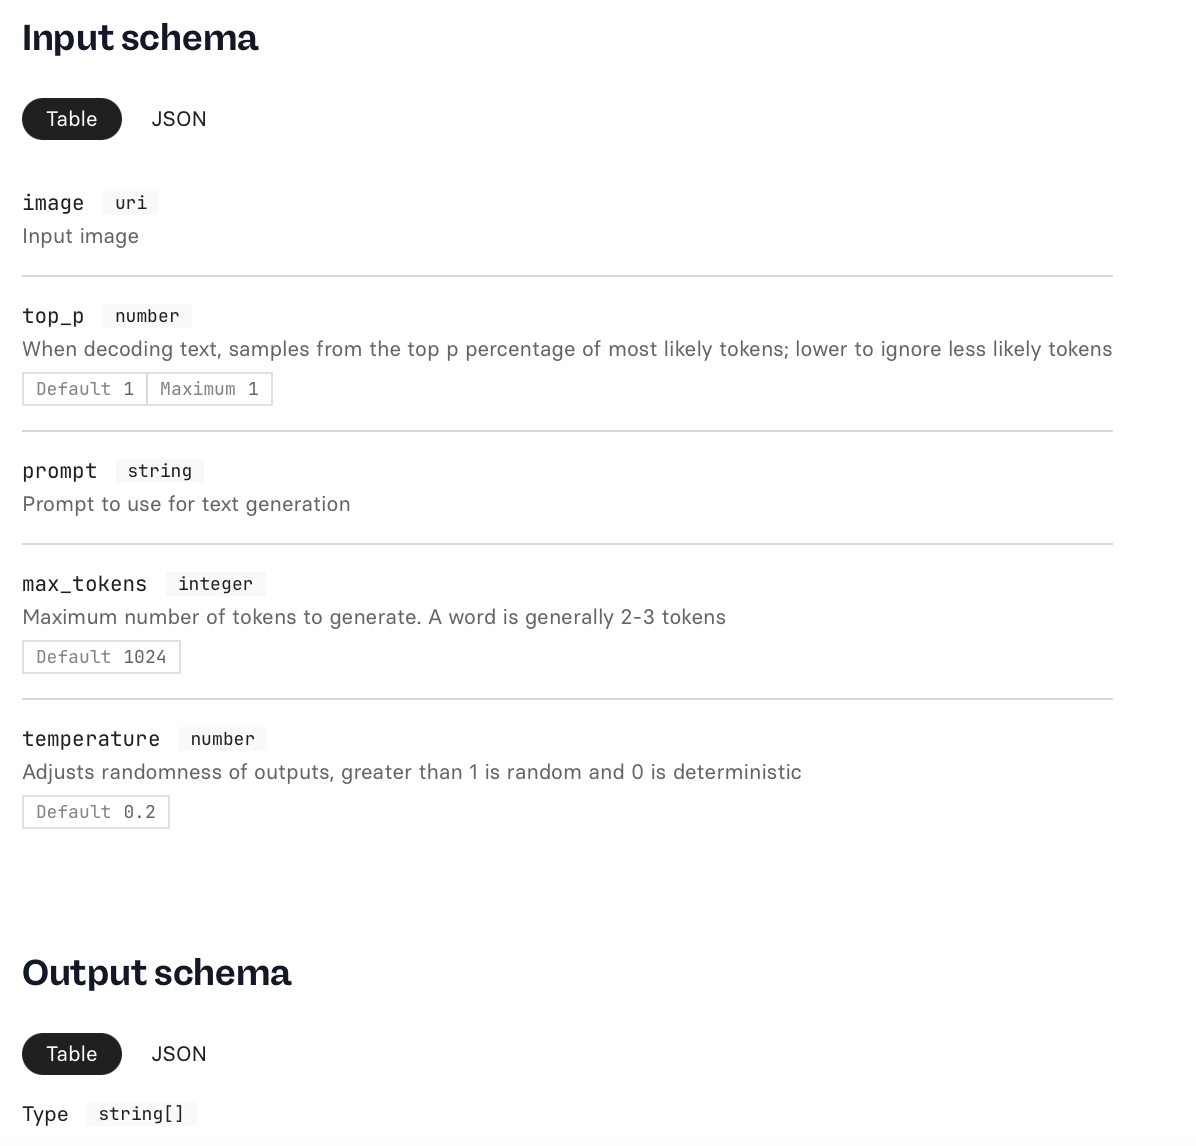 Input schema
Table JSON
image uri
Input image
top_p number
When decoding text, samples from the top p percentage of most likely tokens; lower to ignore less likely tokens
Default 1 Maximum 1
prompt string
Prompt to use for text generation
max_tokens integer
Maximum number of tokens to generate. A word is generally 2-3 tokens
Default 1024
temperature number
Adjusts randomness of outputs, greater than 1 is random and 0 is deterministic
Default 0.2
Output schema
Table JSON
Type string[]